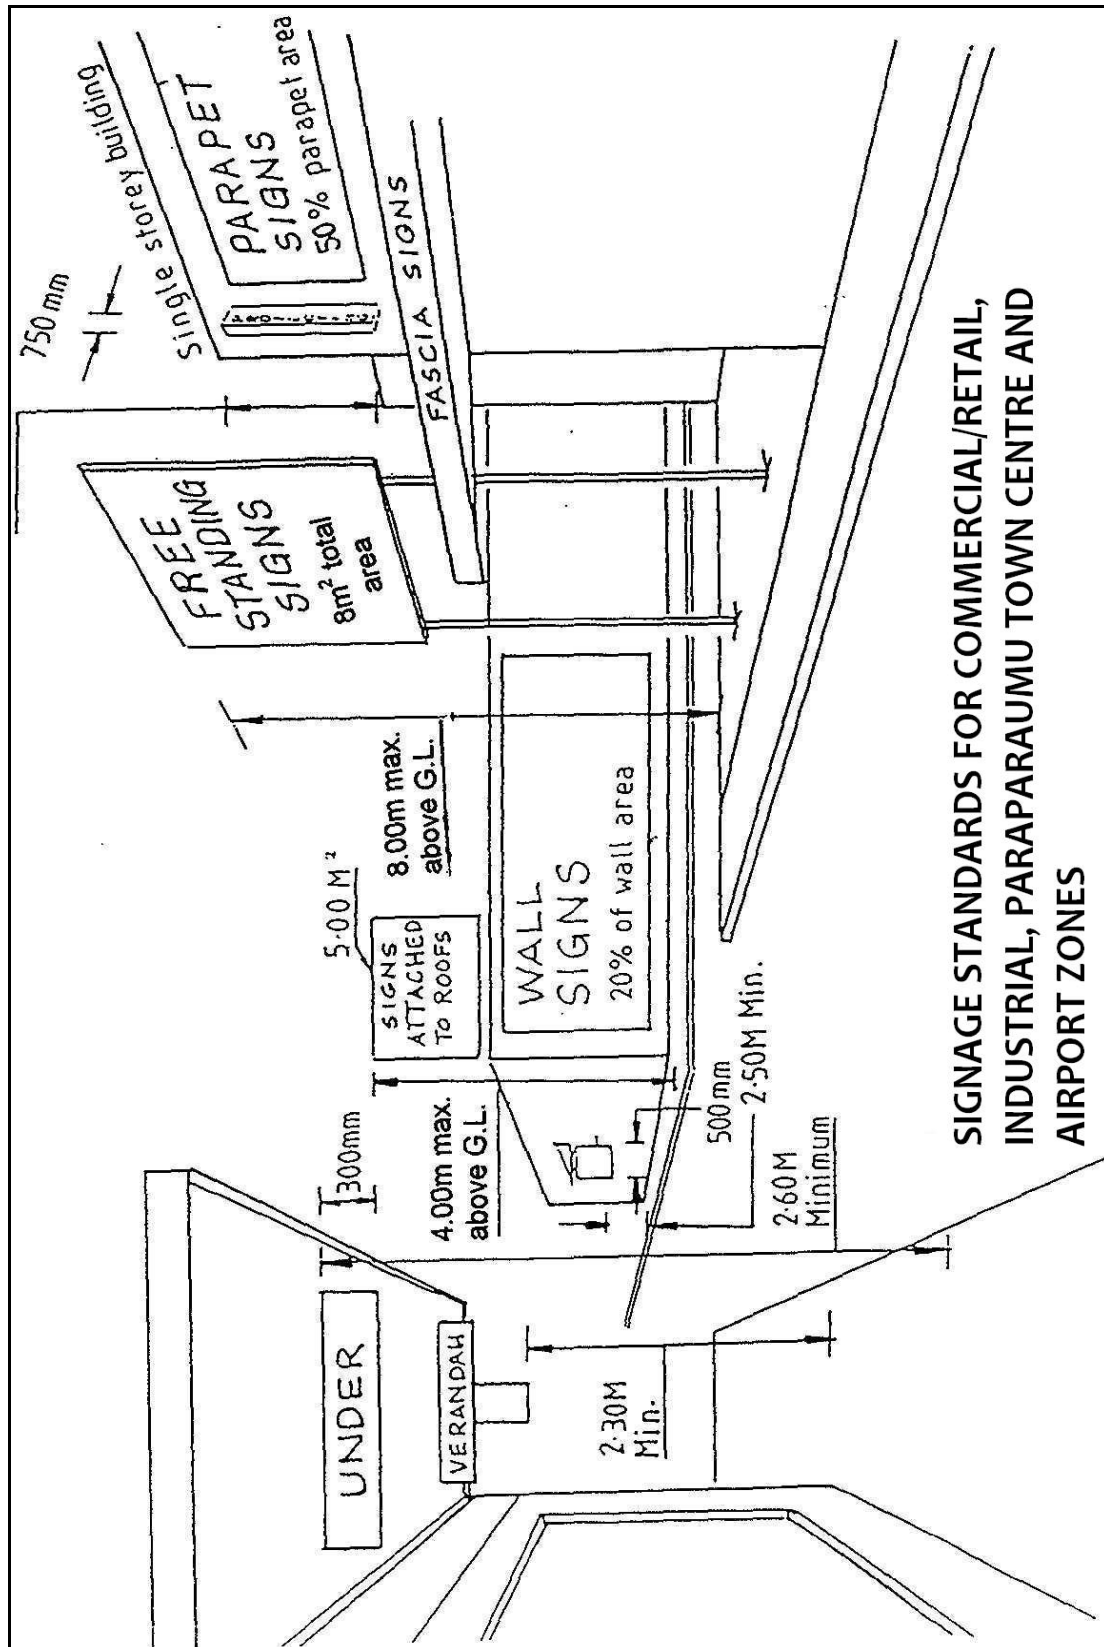 750 mm
Single storey building
PARAPET
SIGNS
50% parapet area
FREE
STANDING
SIGNS
8m² total
area
FASCIA SIGNS
8.00m max.
above G.L.
5·00M²
SIGNS
ATTACHED
TO ROOFS
WALL
SIGNS
20% of wall area
300mm
4.00m max.
above G.L.
UNDER
VERANDAH
500mm
2·50M Min.
2·60M
Minimum
2·30M
Min.
SIGNAGE STANDARDS FOR COMMERCIAL/RETAIL,
INDUSTRIAL, PARAPARAUMU TOWN CENTRE AND
AIRPORT ZONES